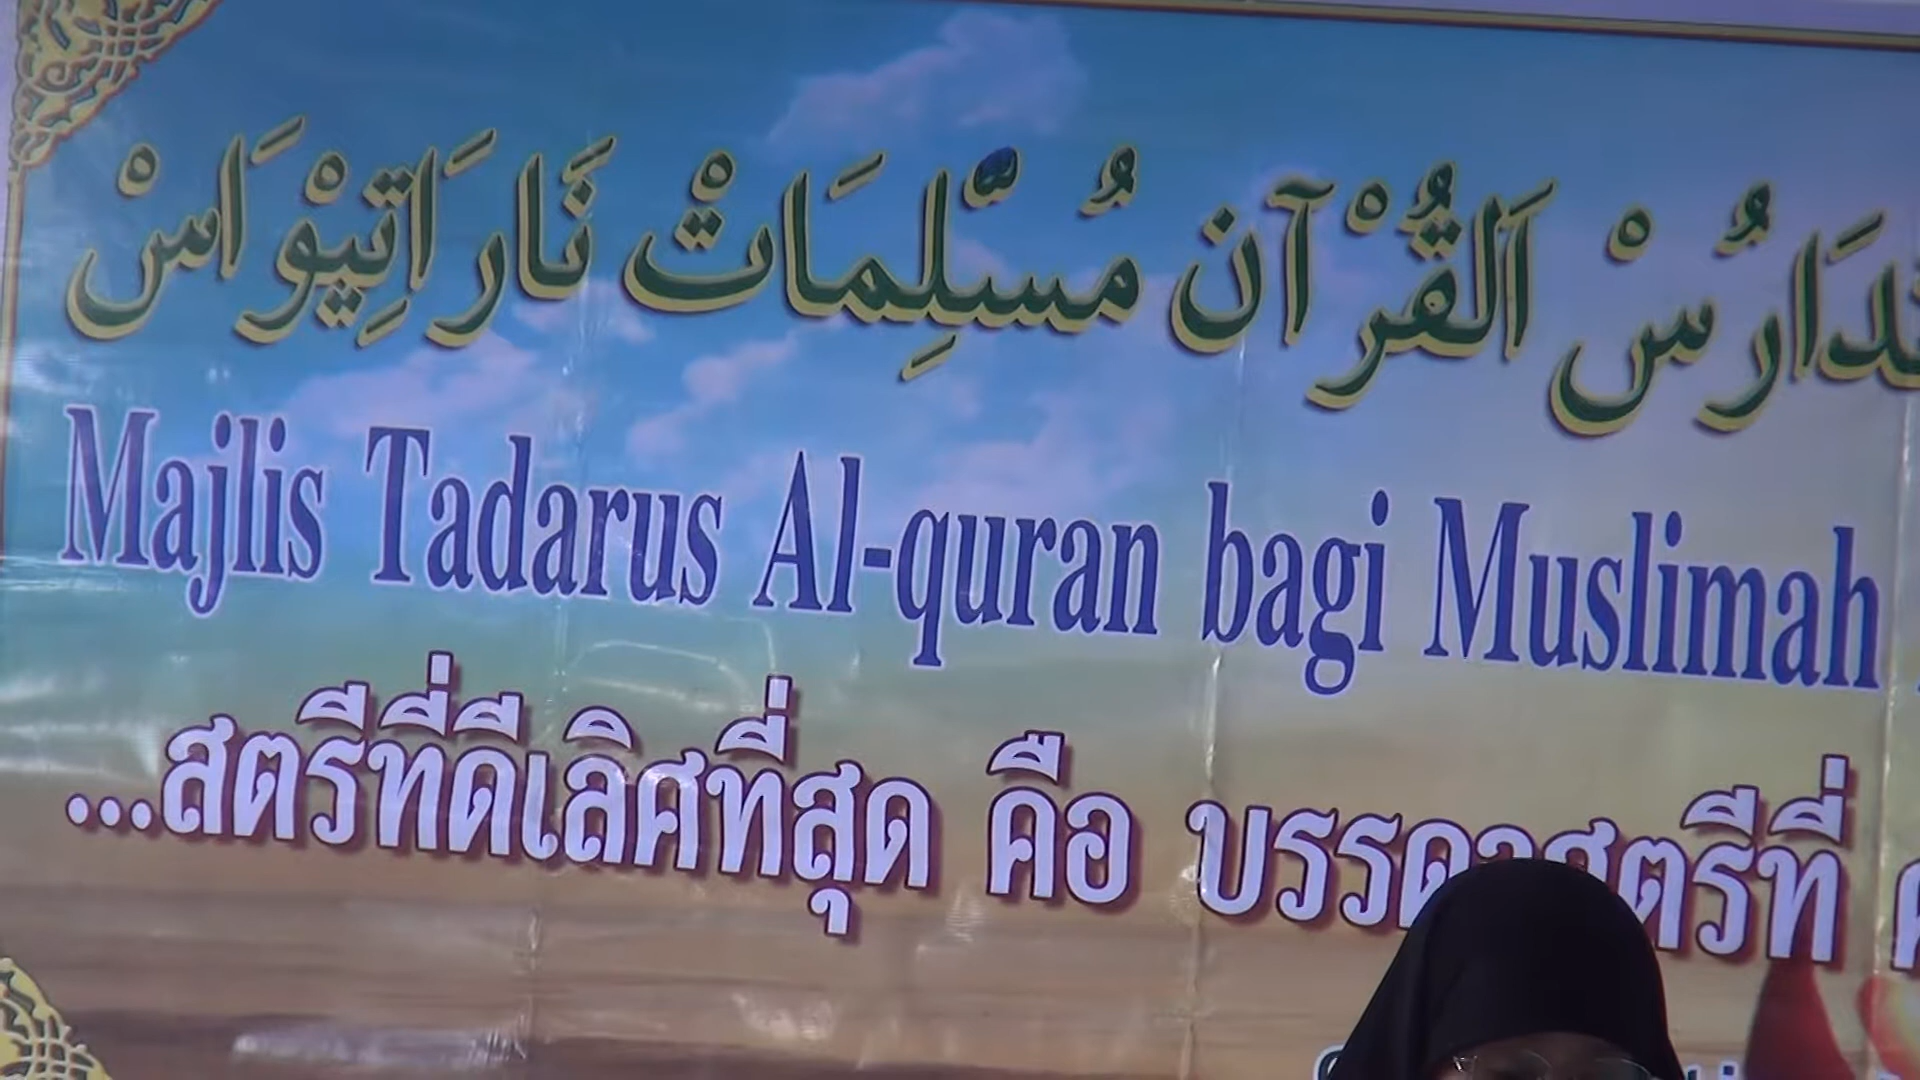 تَدَارُسْ اَلْقُرْآن مُسْلِمَاتْ نَارَاتِيْوَاسْ
Majlis Tadarus Al-quran bagi Muslimah
...สตรีที่ดีเลิศที่สุด คือ บรรดาสตรีที่